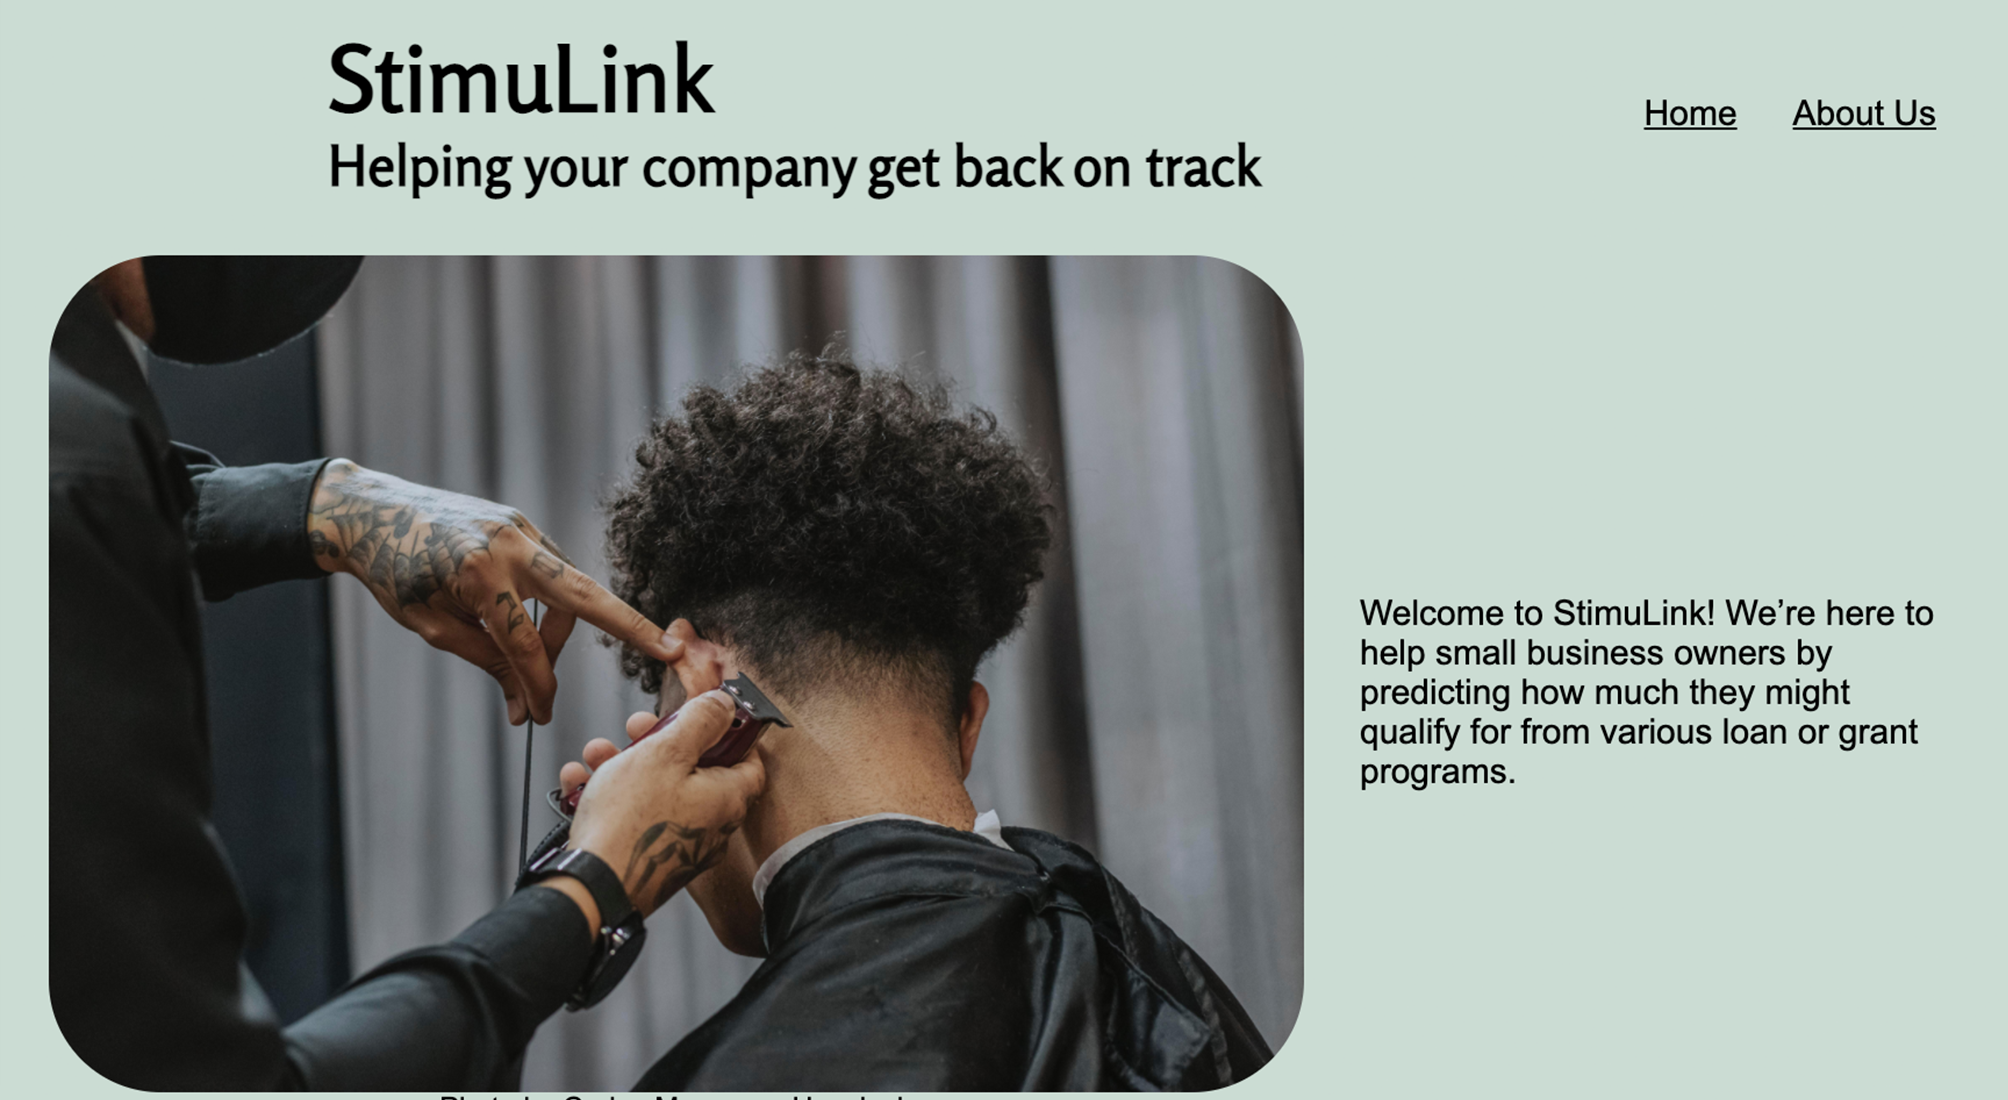 StimuLink
Helping your company get back on track
Home
About Us
Welcome to StimuLink! We’re here to
help small business owners by
predicting how much they might
qualify for from various loan or grant
programs.